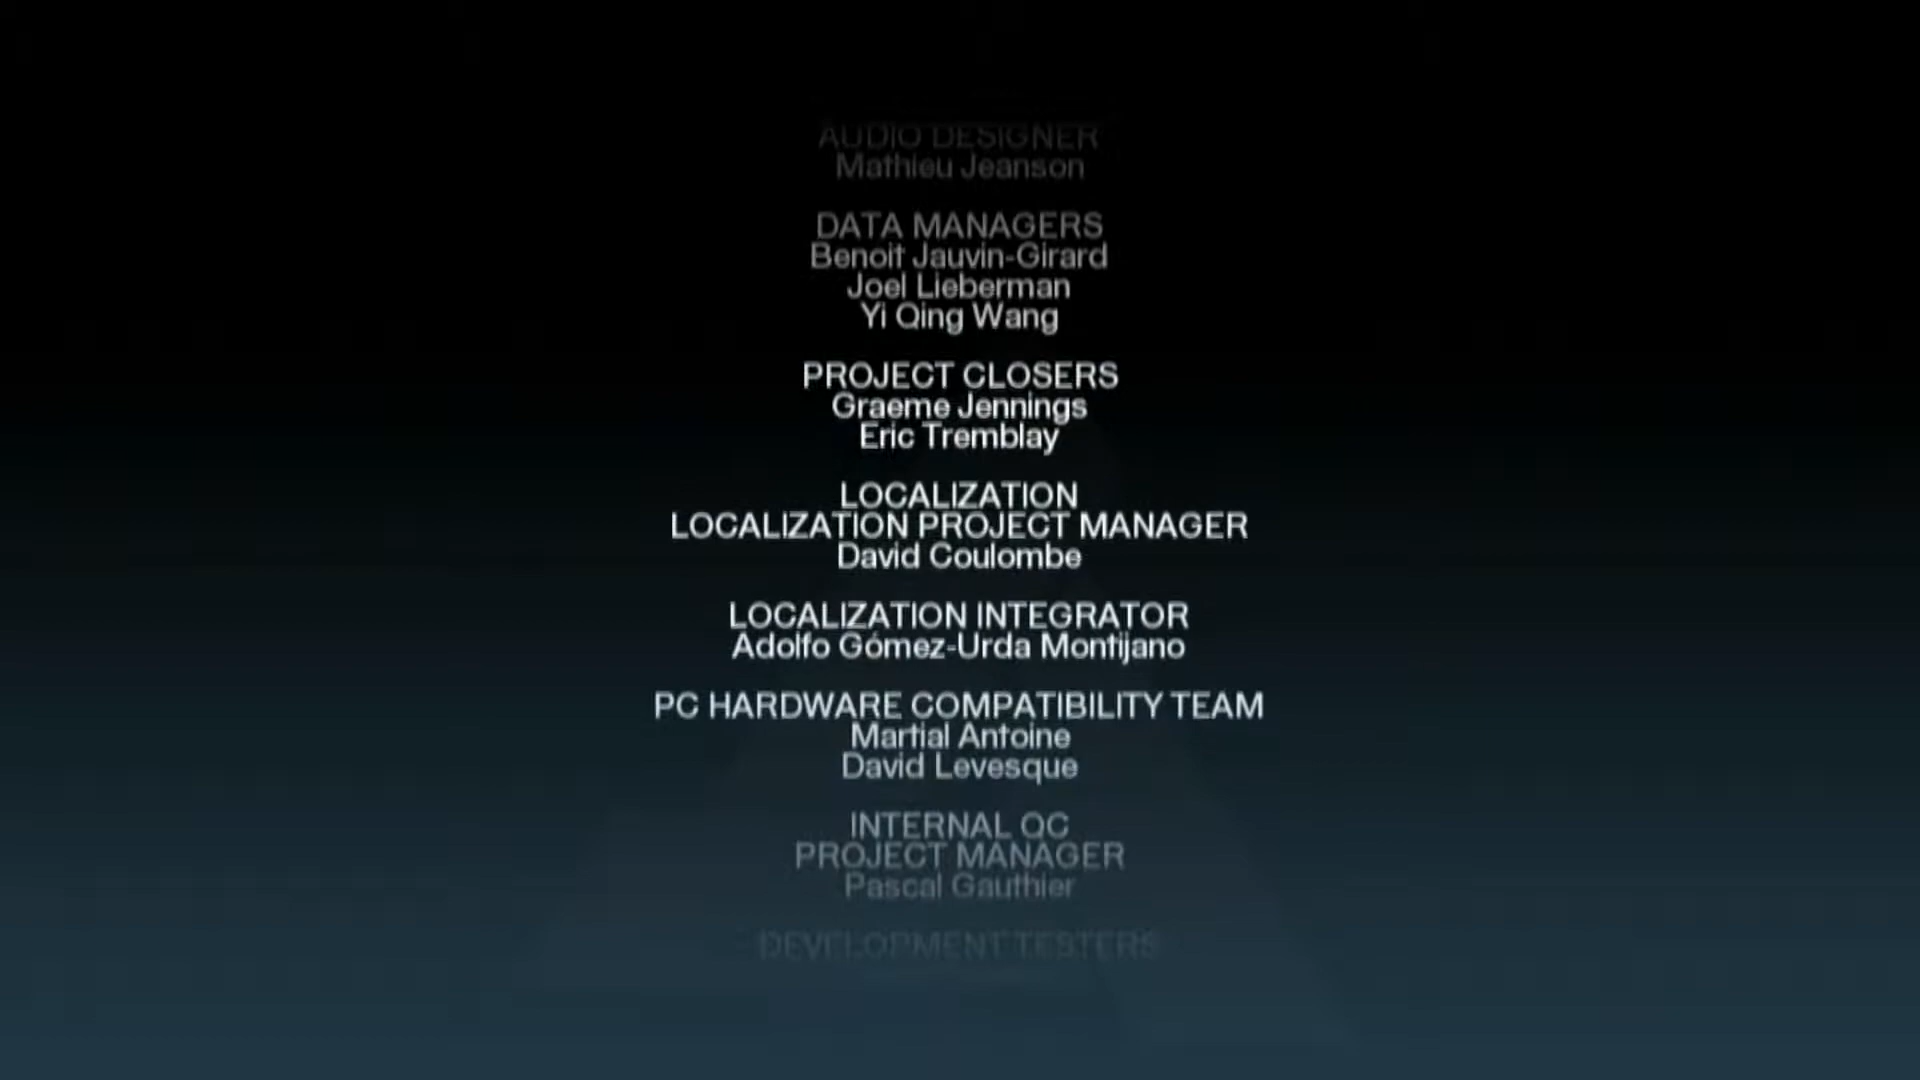 AUDIO DESIGNER
Mathieu Jeanson
DATA MANAGERS
Benoit Jauvin-Girard
Joel Lieberman
Yi Qing Wang
PROJECT CLOSERS
Graeme Jennings
Eric Tremblay
LOCALIZATION
LOCALIZATION PROJECT MANAGER
David Coulombe
LOCALIZATION INTEGRATOR
Adolfo Gómez-Urda Montijano
PC HARDWARE COMPATIBILITY TEAM
Martial Antoine
David Levesque
INTERNAL QC
PROJECT MANAGER
Pascal Gauthier
DEVELOPMENT TESTERS